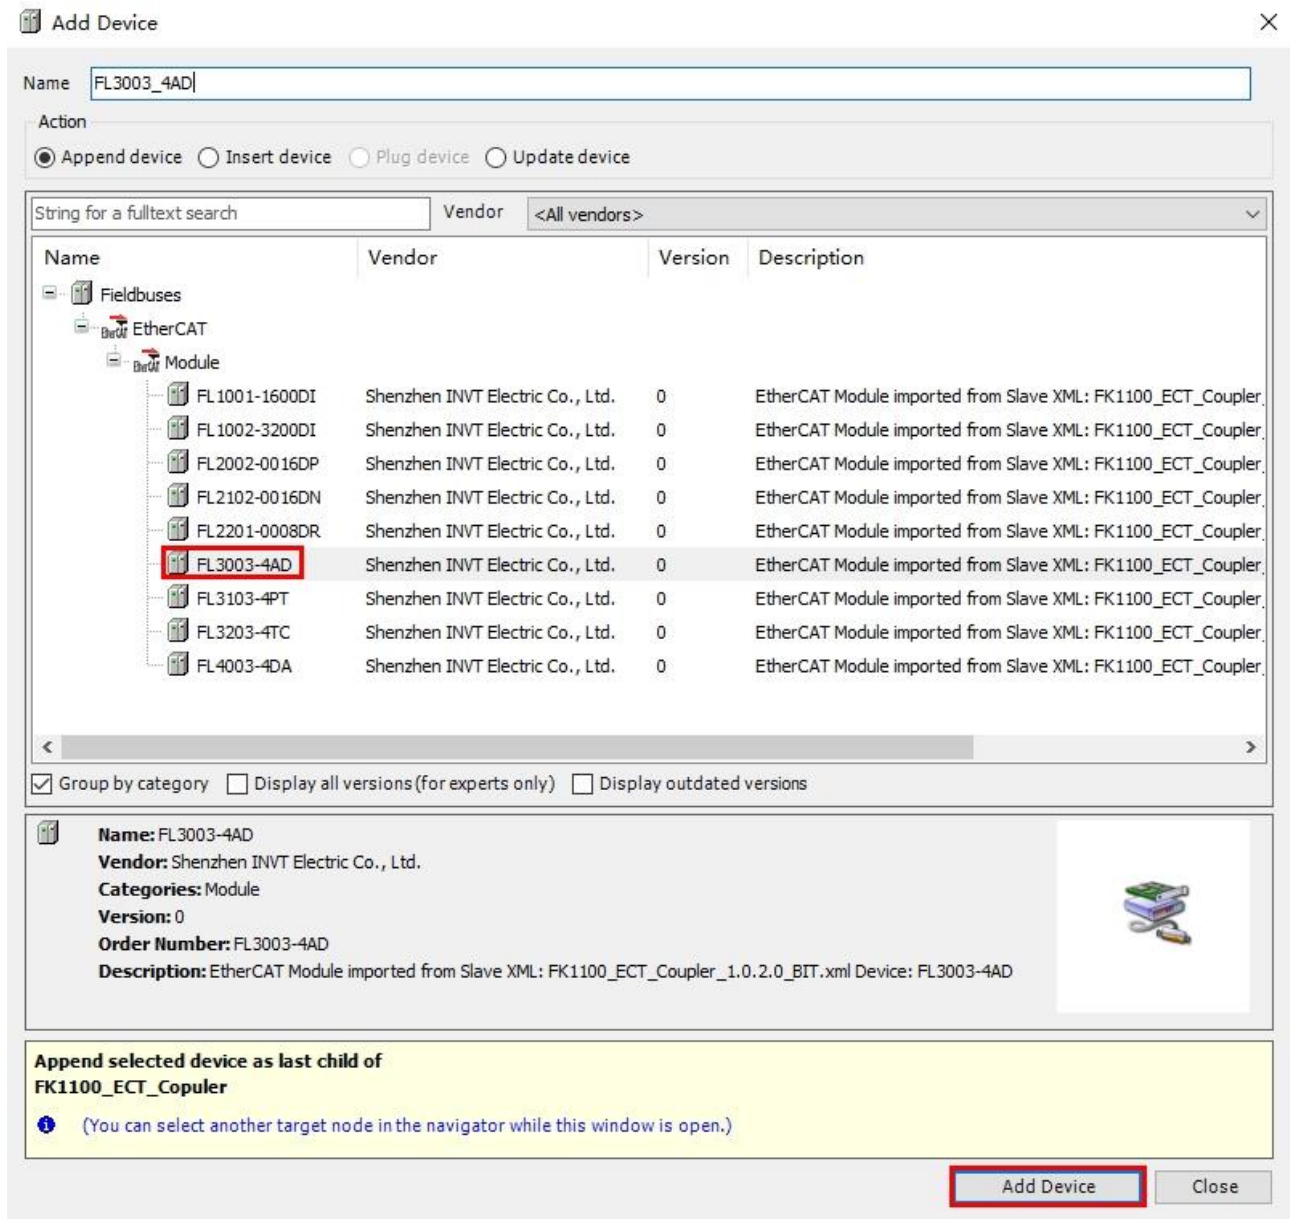 Add Device
Name FL3003_4AD
Action
Append device Insert device Plug device Update device
String for a fulltext search Vendor <All vendors>
Name Vendor Version Description
Fieldbuses
EtherCAT EtherCAT
EtherCAT Module
FL1001-1600DI Shenzhen INVT Electric Co., Ltd. 0 EtherCAT Module imported from Slave XML: FK1100_ECT_Coupler_
FL1002-3200DI Shenzhen INVT Electric Co., Ltd. 0 EtherCAT Module imported from Slave XML: FK1100_ECT_Coupler_
FL2002-0016DP Shenzhen INVT Electric Co., Ltd. 0 EtherCAT Module imported from Slave XML: FK1100_ECT_Coupler_
FL2102-0016DN Shenzhen INVT Electric Co., Ltd. 0 EtherCAT Module imported from Slave XML: FK1100_ECT_Coupler_
FL2201-0008DR Shenzhen INVT Electric Co., Ltd. 0 EtherCAT Module imported from Slave XML: FK1100_ECT_Coupler_
FL3003-4AD Shenzhen INVT Electric Co., Ltd. 0 EtherCAT Module imported from Slave XML: FK1100_ECT_Coupler_
FL3103-4PT Shenzhen INVT Electric Co., Ltd. 0 EtherCAT Module imported from Slave XML: FK1100_ECT_Coupler_
FL3203-4TC Shenzhen INVT Electric Co., Ltd. 0 EtherCAT Module imported from Slave XML: FK1100_ECT_Coupler_
FL4003-4DA Shenzhen INVT Electric Co., Ltd. 0 EtherCAT Module imported from Slave XML: FK1100_ECT_Coupler_
Group by category Display all versions(for experts only) Display outdated versions
Name: FL3003-4AD
Vendor: Shenzhen INVT Electric Co., Ltd.
Categories: Module
Version: 0
Order Number: FL3003-4AD
Description: EtherCAT Module imported from Slave XML: FK1100_ECT_Coupler_1.0.2.0_BIT.xml Device: FL3003-4AD
Append selected device as last child of
FK1100_ECT_Copuler
(You can select another target node in the navigator while this window is open.)
Add Device Close